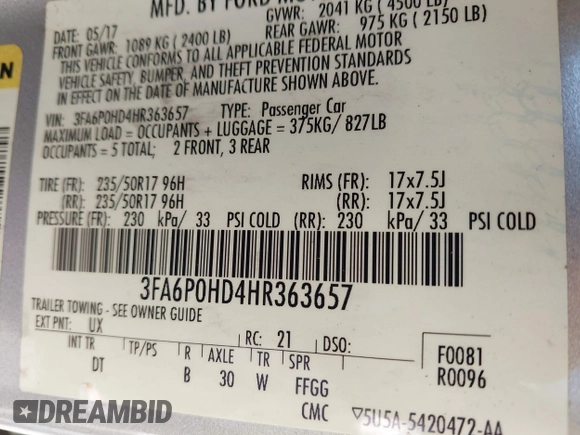 MFD. BY FORD MOT
DATE: 05/17 GVWR: 2041 KG (4500 LB)
FRONT GAWR: 1089 KG (2400 LB) REAR GAWR: 975 KG (2150 LB)
THIS VEHICLE CONFORMS TO ALL APPLICABLE FEDERAL MOTOR
VEHICLE SAFETY, BUMPER, AND THEFT PREVENTION STANDARDS
IN EFFECT ON THE DATE OF MANUFACTURE SHOWN ABOVE.
VIN: 3FA6P0HD4HR363657 TYPE: Passenger Car
MAXIMUM LOAD = OCCUPANTS + LUGGAGE = 375KG/ 827LB
OCCUPANTS = 5 TOTAL; 2 FRONT, 3 REAR
TIRE (FR): 235/50R17 96H RIMS (FR): 17x7.5J
(RR): 235/50R17 96H (RR): 17x7.5J
PRESSURE (FR): 230 kPa/ 33 PSI COLD (RR): 230 kPa/ 33 PSI COLD
3FA6P0HD4HR363657
TRAILER TOWING - SEE OWNER GUIDE
EXT PNT: UX RC: 21 DSO: F0081
INT TR TP/PS R AXLE TR SPR R0096
DT B 30 W FFGG
CMC ▽5U5A-5420472-AA
DREAMBID